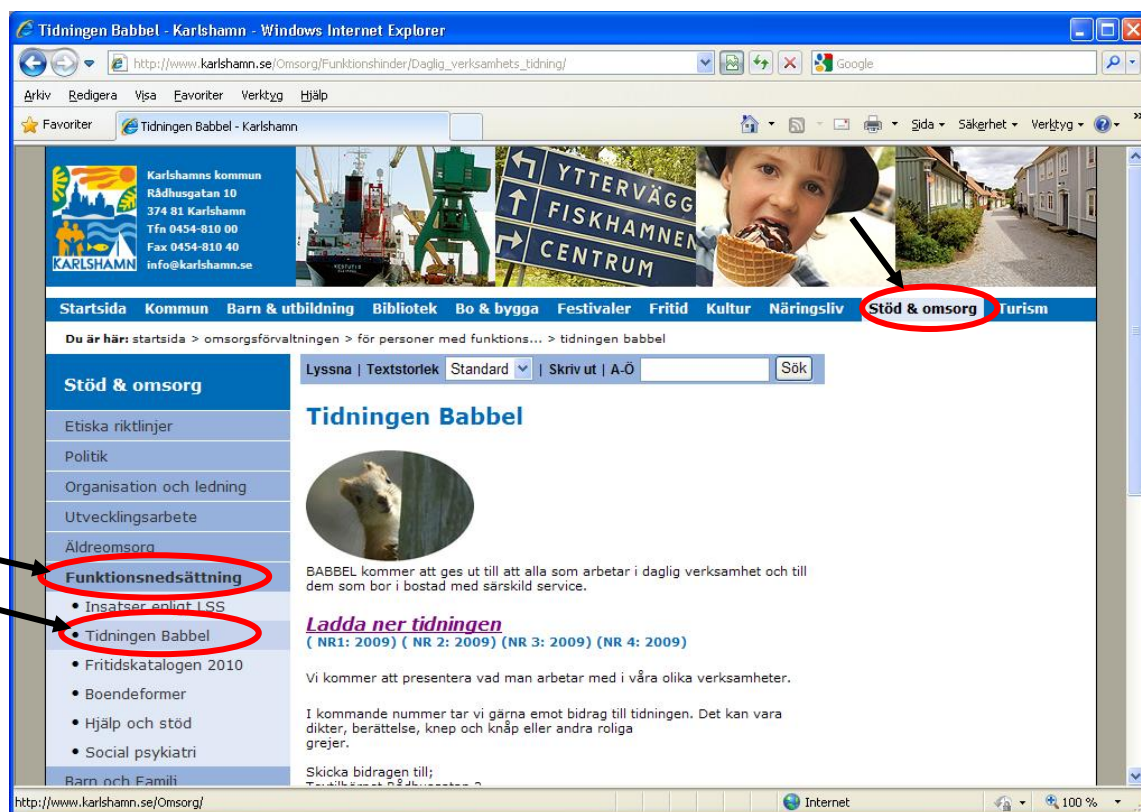 Tidningen Babbel - Karlshamn - Windows Internet Explorer
http://www.karlshamn.se/Omsorg/Funktionshinder/Daglig_verksamhets_tidning/
Google
Arkiv Redigera Visa Favoriter Verktyg Hjälp
Favoriter Tidningen Babbel - Karlshamn Sida Säkerhet Verktyg »
Karlshamns kommun
Rådhusgatan 10
374 81 Karlshamn
Tfn 0454-810 00
Fax 0454-810 40
info@karlshamn.se
KARLSHAMN
YTTERVÄGG
FISKHAMNEN
CENTRUM
Startsida Kommun Barn & utbildning Bibliotek Bo & bygga Festivaler Fritid Kultur Näringsliv Stöd & omsorg Turism
Du är här: startsida > omsorgsförvaltningen > för personer med funktions... > tidningen babbel
Lyssna | Textstorlek Standard | Skriv ut | A-Ö Sök
Stöd & omsorg
Etiska riktlinjer
Politik
Organisation och ledning
Utvecklingsarbete
Äldreomsorg
Funktionsnedsättning
• Insatser enligt LSS
• Tidningen Babbel
• Fritidskatalogen 2010
• Boendeformer
• Hjälp och stöd
• Social psykiatri
Barn och Familj
Tidningen Babbel
BABBEL kommer att ges ut till att alla som arbetar i daglig verksamhet och till
dem som bor i bostad med särskild service.
Ladda ner tidningen
( NR1: 2009) ( NR 2: 2009) (NR 3: 2009) (NR 4: 2009)
Vi kommer att presentera vad man arbetar med i våra olika verksamheter.
I kommande nummer tar vi gärna emot bidrag till tidningen. Det kan vara
dikter, berättelse, knep och knåp eller andra roliga
grejer.
Skicka bidragen till;
http://www.karlshamn.se/Omsorg/ Internet 100 %